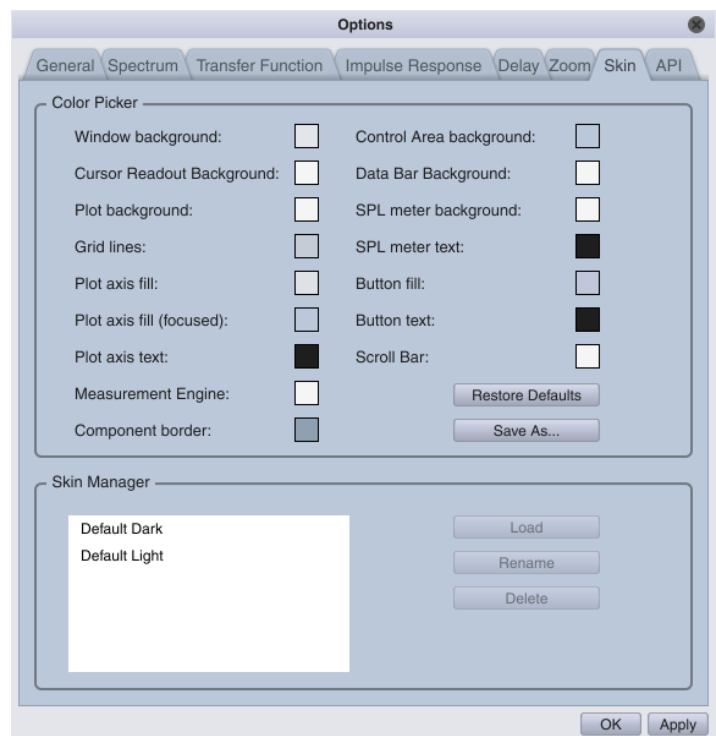 Options
General Spectrum Transfer Function Impulse Response Delay Zoom Skin API
Color Picker
Window background: Control Area background:
Cursor Readout Background: Data Bar Background:
Plot background: SPL meter background:
Grid lines: SPL meter text:
Plot axis fill: Button fill:
Plot axis fill (focused): Button text:
Plot axis text: Scroll Bar:
Measurement Engine: Restore Defaults
Component border: Save As...
Skin Manager
Default Dark Load
Default Light Rename
Delete
OK Apply